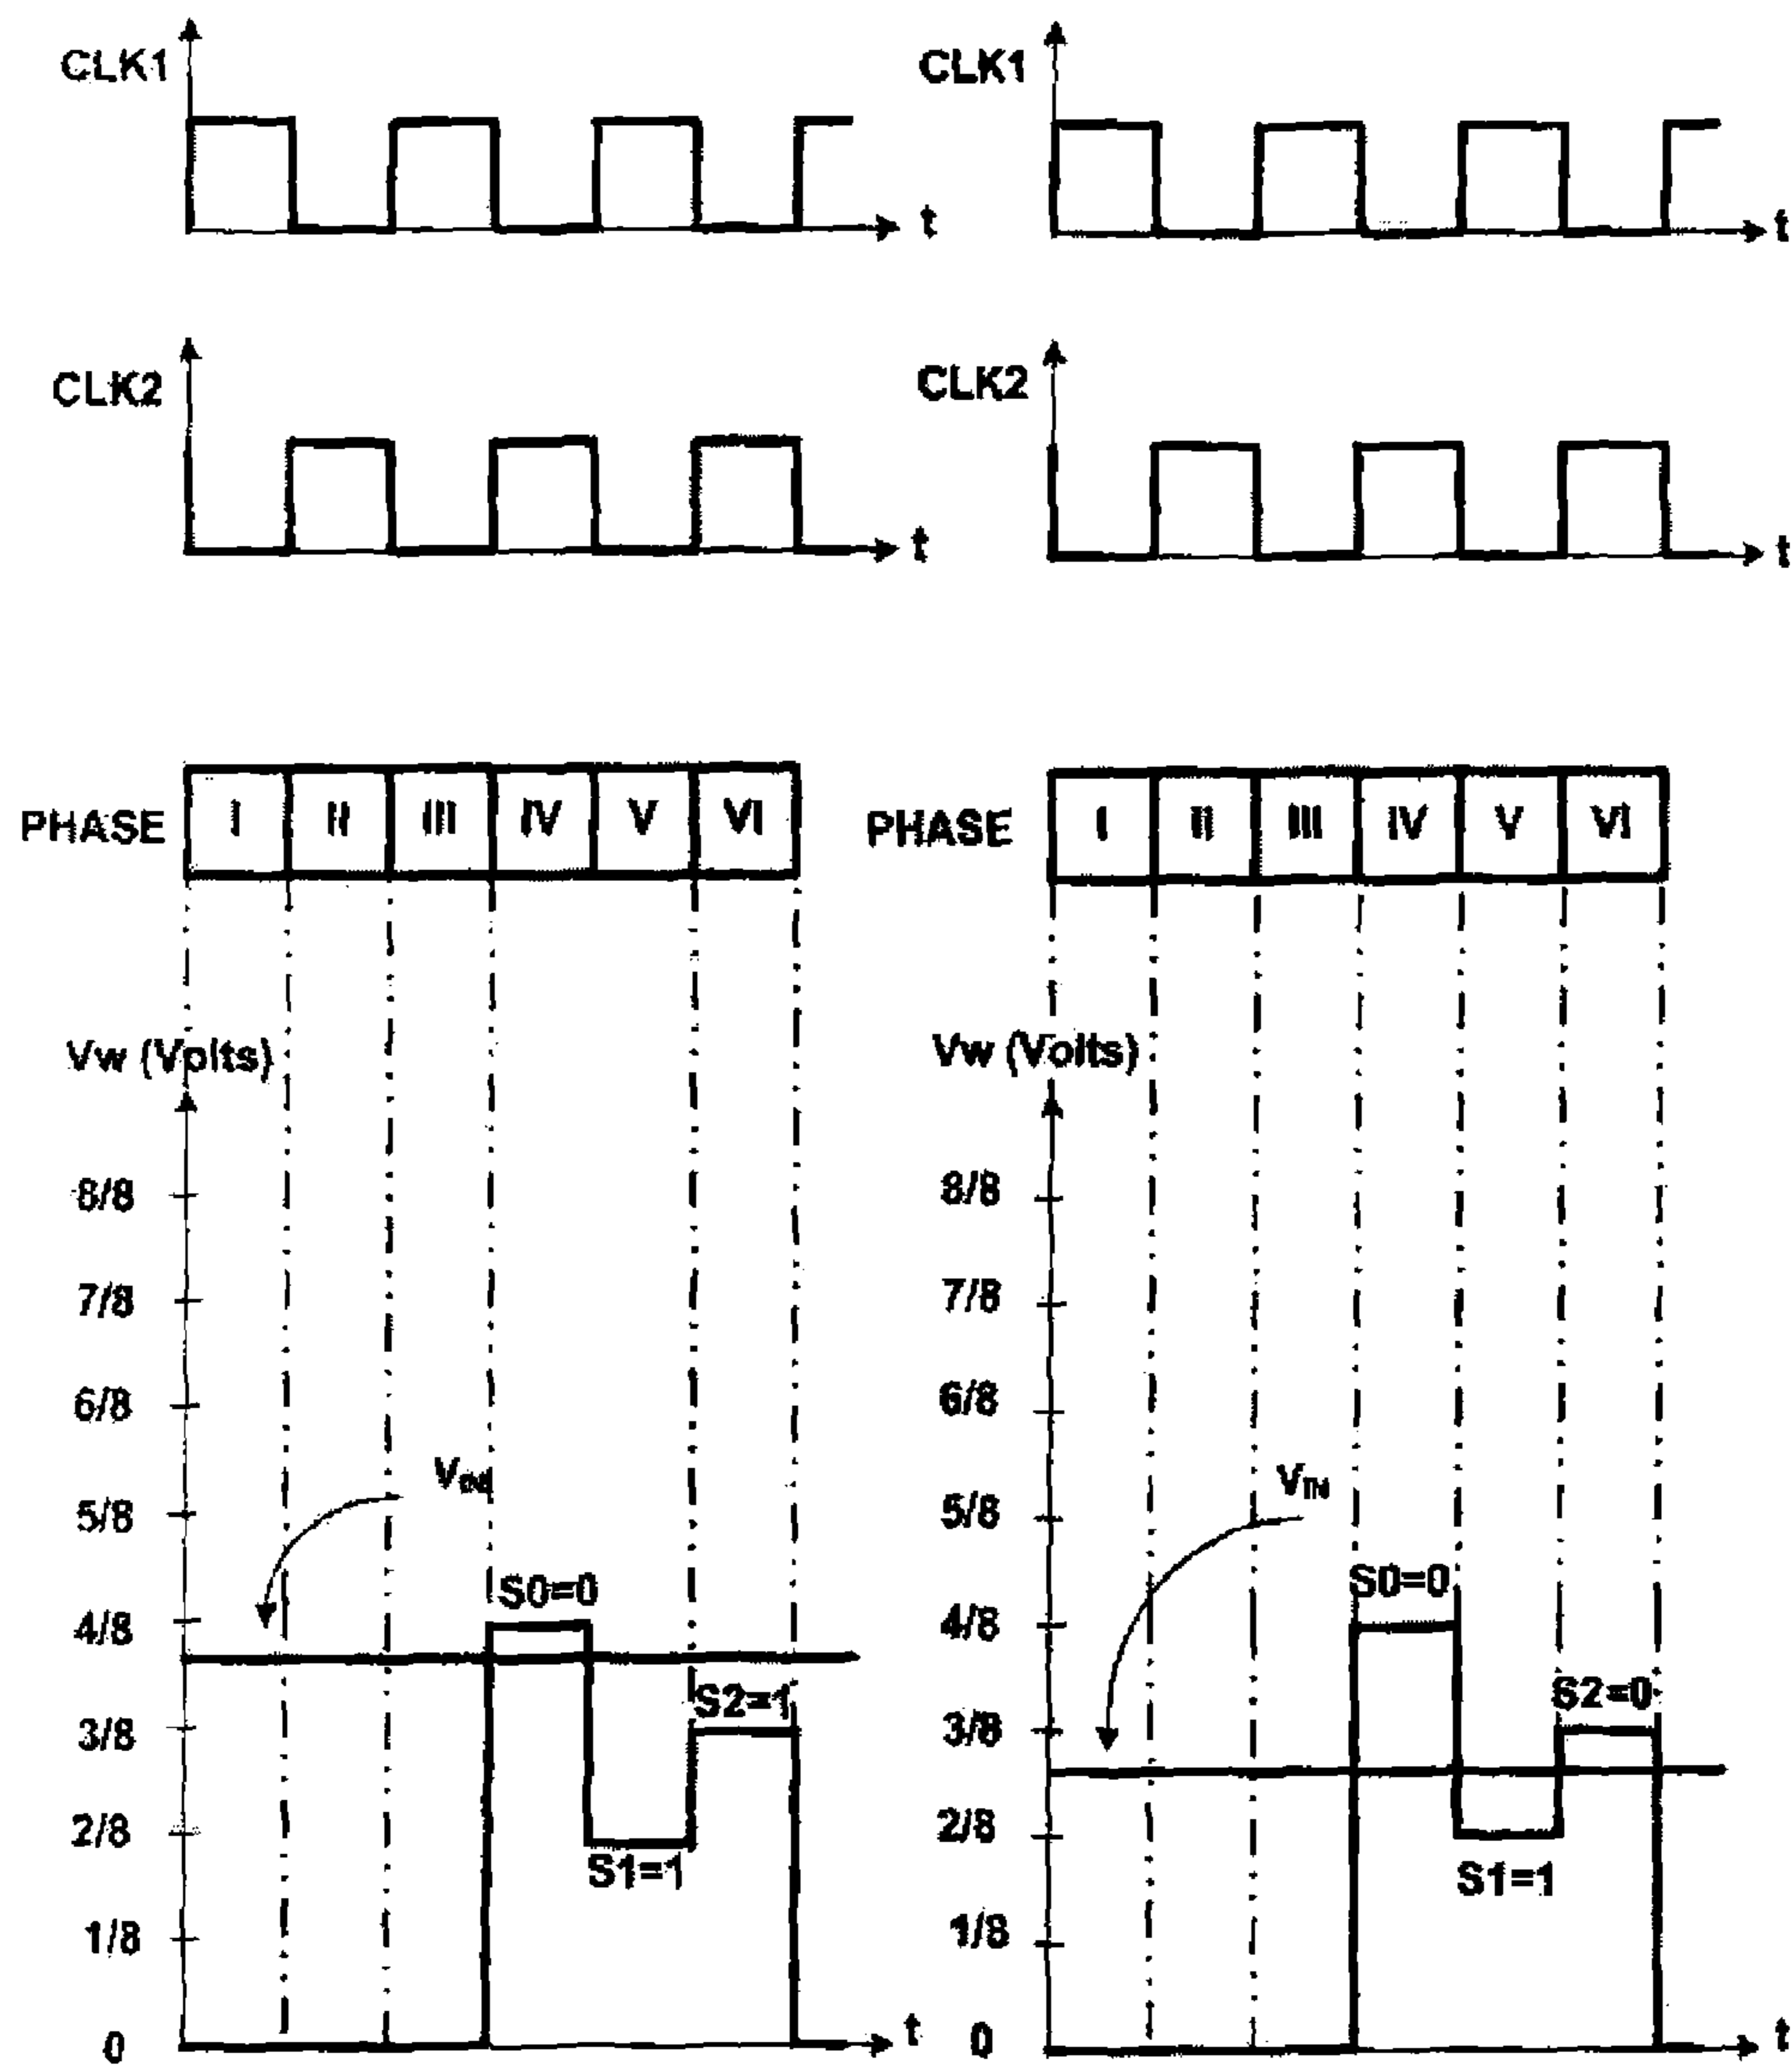 CLK1
t
CLK2
t
PHASE I II III IV V VI
Vw (Volts)
8/8
7/8
6/8
VIN
5/8
S0=0
4/8
S2=1
3/8
2/8
S1=1
1/8
0
t
CLK1
t
CLK2
t
PHASE I II III IV V VI
Vw (Volts)
8/8
7/8
6/8
VIN
5/8
S0=0
4/8
S2=0
3/8
2/8
S1=1
1/8
0
t